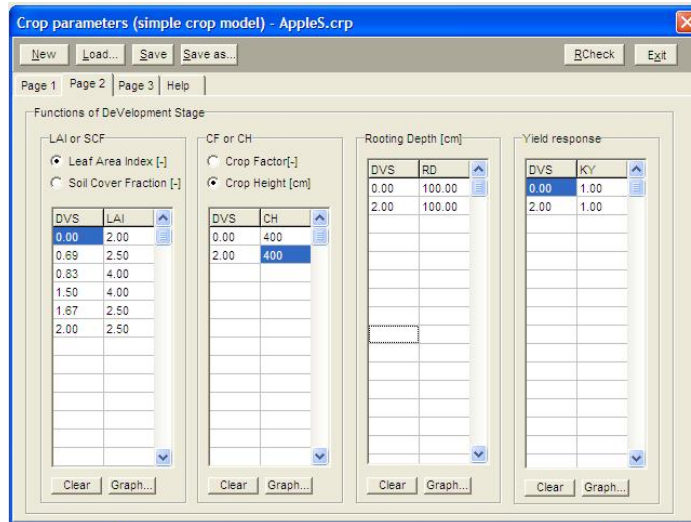 Crop parameters (simple crop model) - AppleS.crp
New Load... Save Save as... RCheck Exit
Page 1 Page 2 Page 3 Help
Functions of DeVelopment Stage
LAI or SCF CF or CH Rooting Depth [cm] Yield response
Leaf Area Index [-] Crop Factor[-]
Soil Cover Fraction [-] Crop Height [cm]
DVS RD DVS KY
0.00 100.00 0.00 1.00
2.00 100.00 2.00 1.00
DVS LAI DVS CH
0.00 2.00 0.00 400
0.69 2.50 2.00 400
0.83 4.00
1.50 4.00
1.67 2.50
2.00 2.50
Clear Graph... Clear Graph... Clear Graph... Clear Graph...